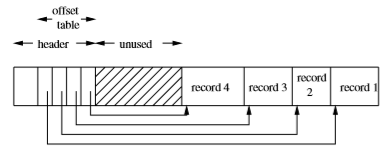 offset
table
header unused
record 4 record 3 record 2 record 1